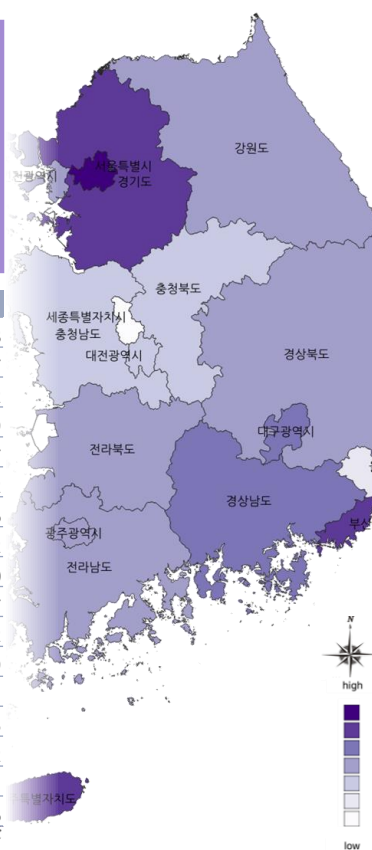 강원도
서울특별시
경기도
충청북도
세종특별자치시
충청남도
대전광역시
경상북도
대구광역시
전라북도
경상남도
광주광역시
전라남도
N
high
low